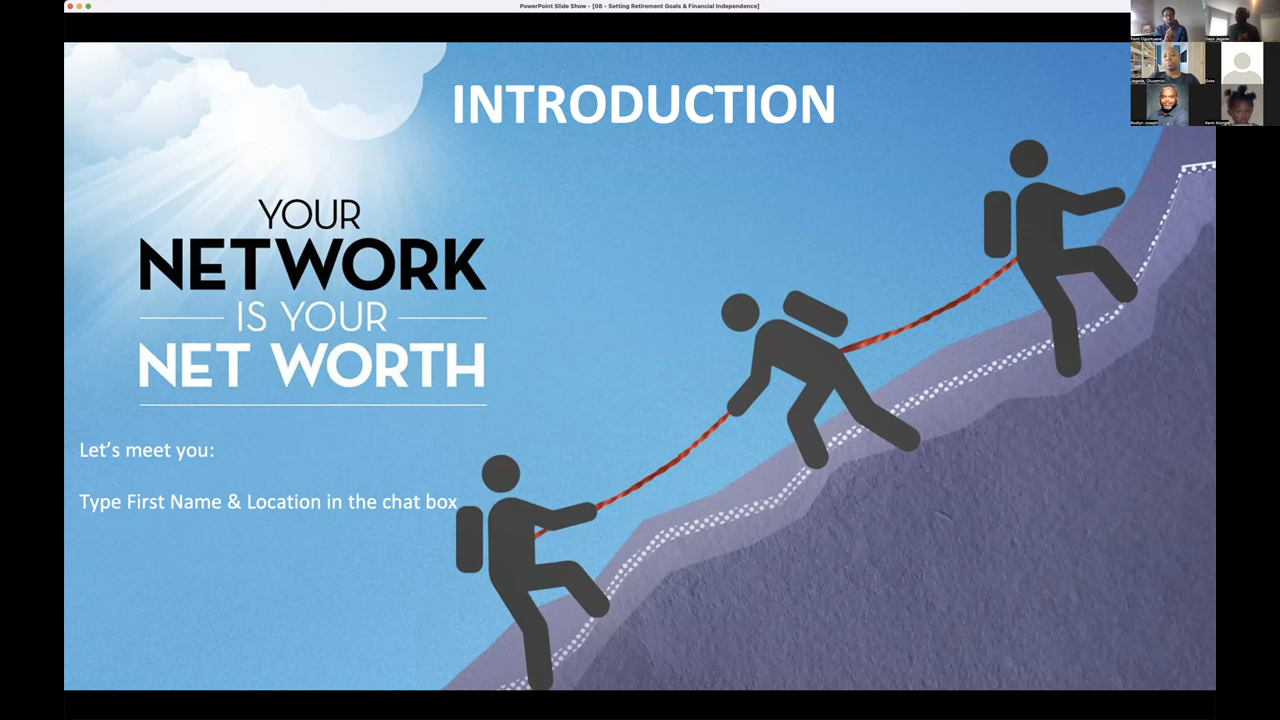 PowerPoint Slide Show - [08 - Setting Retirement Goals & Financial Independence]
INTRODUCTION
YOUR
NETWORK
IS YOUR
NET WORTH
Let's meet you:
Type First Name & Location in the chat box